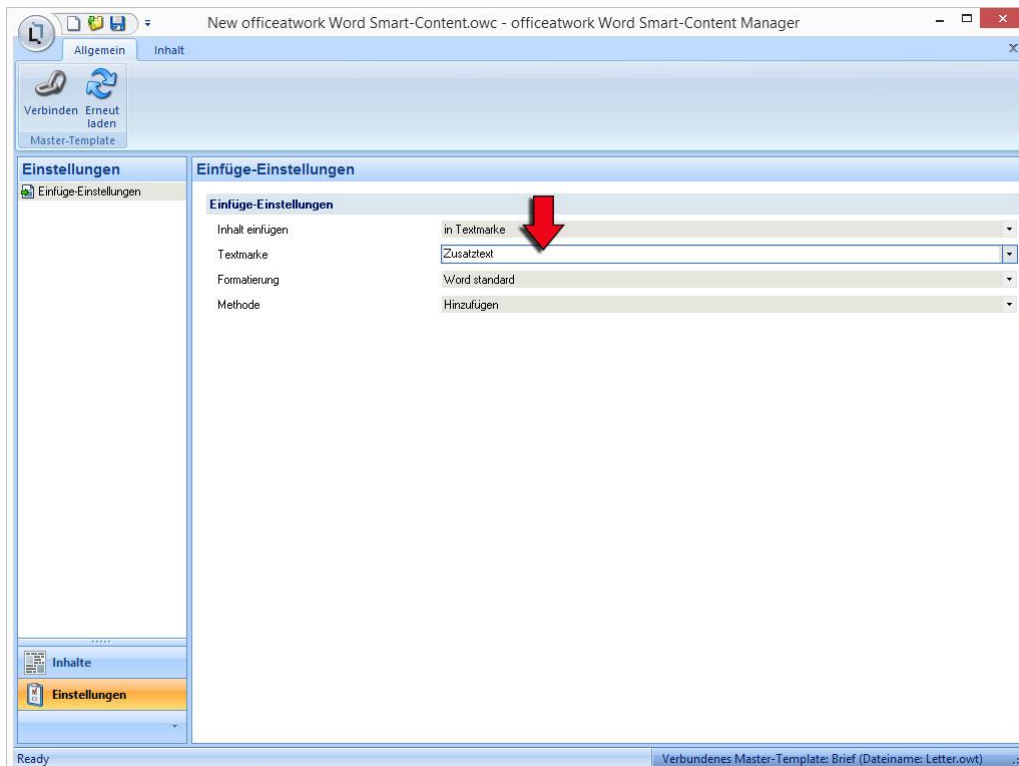 New officeatwork Word Smart-Content.owc - officeatwork Word Smart-Content Manager
Allgemein Inhalt
Verbinden Erneut laden
Master-Template
Einstellungen
Einfüge-Einstellungen
Einfüge-Einstellungen
Einfüge-Einstellungen
Inhalt einfügen in Textmarke
Textmarke Zusatztext
Formatierung Word standard
Methode Hinzufügen
Inhalte
Einstellungen
Ready Verbundenes Master-Template: Brief (Dateiname: Letter.owt)